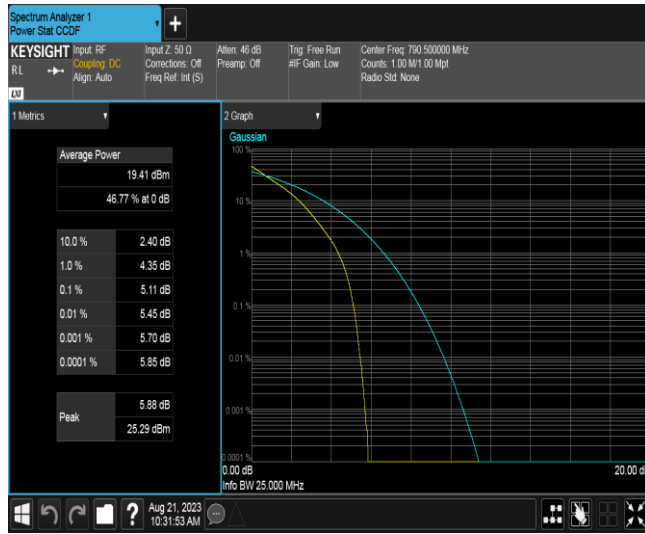 Spectrum Analyzer 1
Power Stat CCDF
+
KEYSIGHT
RL
LXI
Input: RF
Coupling: DC
Align: Auto
Input Z: 50 Ω
Corrections: Off
Freq Ref: Int (S)
Atten: 46 dB
Preamp: Off
Trig: Free Run
#IF Gain: Low
Center Freq: 790.500000 MHz
Counts: 1.00 M/1.00 Mpt
Radio Std: None
1 Metrics
Average Power
19.41 dBm
46.77 % at 0 dB
10.0 % 2.40 dB
1.0 % 4.35 dB
0.1 % 5.11 dB
0.01 % 5.45 dB
0.001 % 5.70 dB
0.0001 % 5.85 dB
Peak
5.88 dB
25.29 dBm
2 Graph
Gaussian
100 %
10 %
1 %
0.1 %
0.01 %
0.001 %
0.0001 %
0.00 dB
20.00 d
Info BW 25.000 MHz
?
Aug 21, 2023
10:31:53 AM